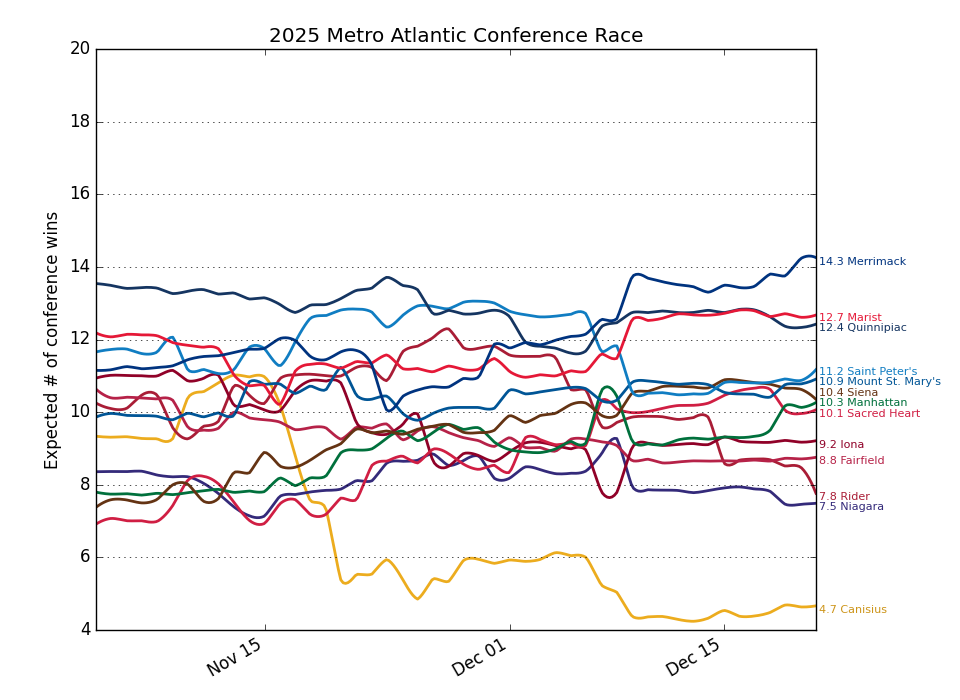 2025 Metro Atlantic Conference Race
Expected # of conference wins
20
18
16
14
12
10
8
6
4
Nov 15
Dec 01
Dec 15
14.3 Merrimack
12.7 Marist
12.4 Quinnipiac
11.2 Saint Peter's
10.9 Mount St. Mary's
10.4 Siena
10.3 Manhattan
10.1 Sacred Heart
9.2 Iona
8.8 Fairfield
7.8 Rider
7.5 Niagara
4.7 Canisius